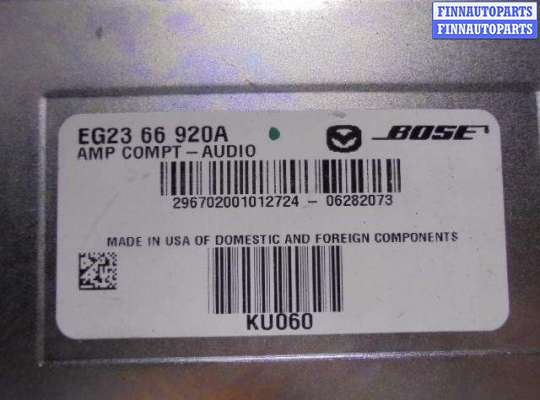 FINNAUTOPARTS
FINNAUTOPARTS
EG23 66 920A
BOSE
AMP COMPT-AUDIO
296702001012724 - 06282073
MADE IN USA OF DOMESTIC AND FOREIGN COMPONENTS
KU060